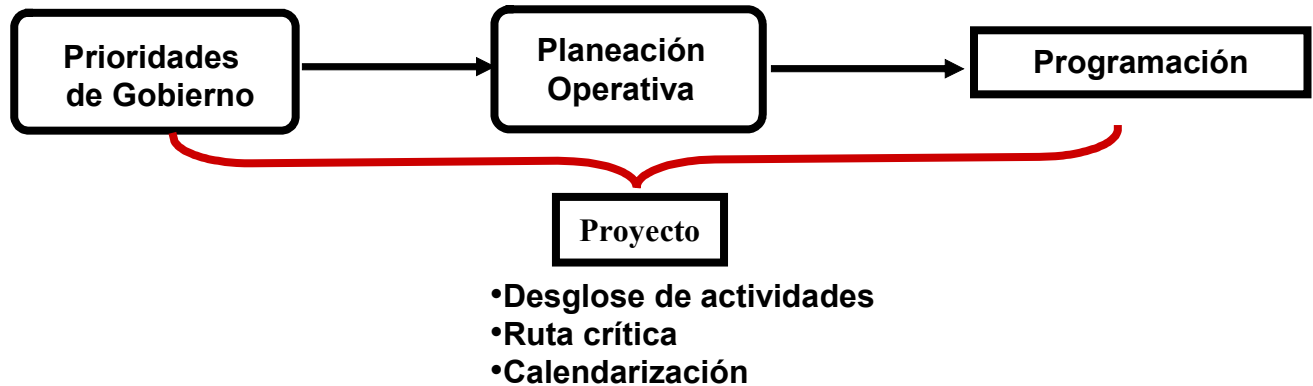 Prioridades
de Gobierno
Planeación
Operativa
Programación
Proyecto
•Desglose de actividades
•Ruta crítica
•Calendarización